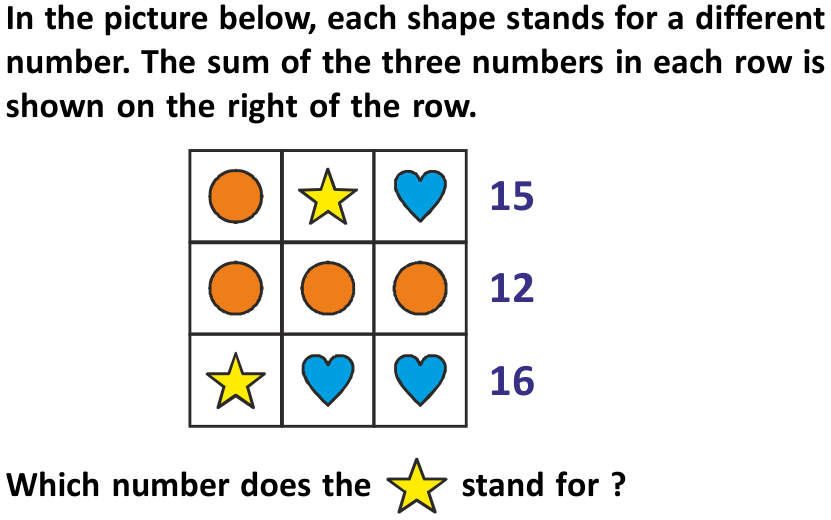 In the picture below, each shape stands for a different
number. The sum of the three numbers in each row is
shown on the right of the row.
15
12
16
Which number does the stand for ?